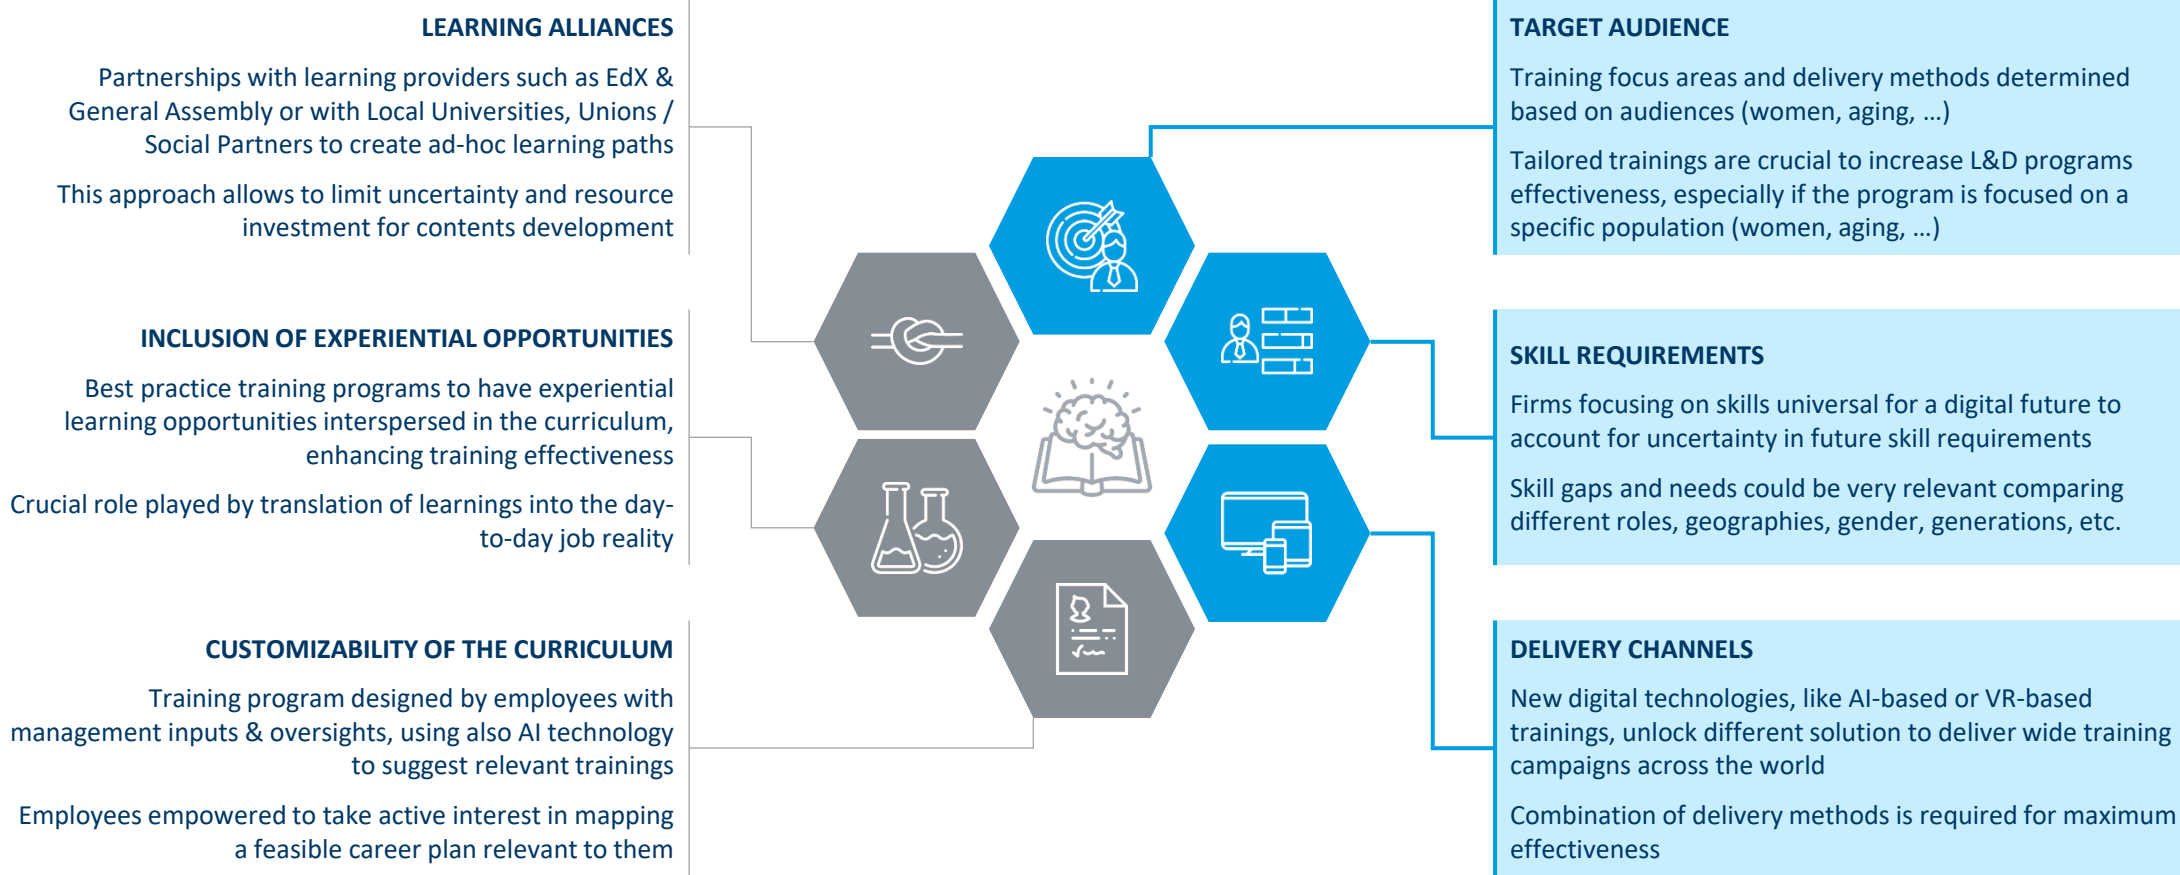 LEARNING ALLIANCES
Partnerships with learning providers such as EdX &
General Assembly or with Local Universities, Unions /
Social Partners to create ad-hoc learning paths
This approach allows to limit uncertainty and resource
investment for contents development
INCLUSION OF EXPERIENTIAL OPPORTUNITIES
Best practice training programs to have experiential
learning opportunities interspersed in the curriculum,
enhancing training effectiveness
Crucial role played by translation of learnings into the day-
to-day job reality
CUSTOMIZABILITY OF THE CURRICULUM
Training program designed by employees with
management inputs & oversights, using also AI technology
to suggest relevant trainings
Employees empowered to take active interest in mapping
a feasible career plan relevant to them
TARGET AUDIENCE
Training focus areas and delivery methods determined
based on audiences (women, aging, …)
Tailored trainings are crucial to increase L&D programs
effectiveness, especially if the program is focused on a
specific population (women, aging, …)
SKILL REQUIREMENTS
Firms focusing on skills universal for a digital future to
account for uncertainty in future skill requirements
Skill gaps and needs could be very relevant comparing
different roles, geographies, gender, generations, etc.
DELIVERY CHANNELS
New digital technologies, like AI-based or VR-based
trainings, unlock different solution to deliver wide training
campaigns across the world
Combination of delivery methods is required for maximum
effectiveness